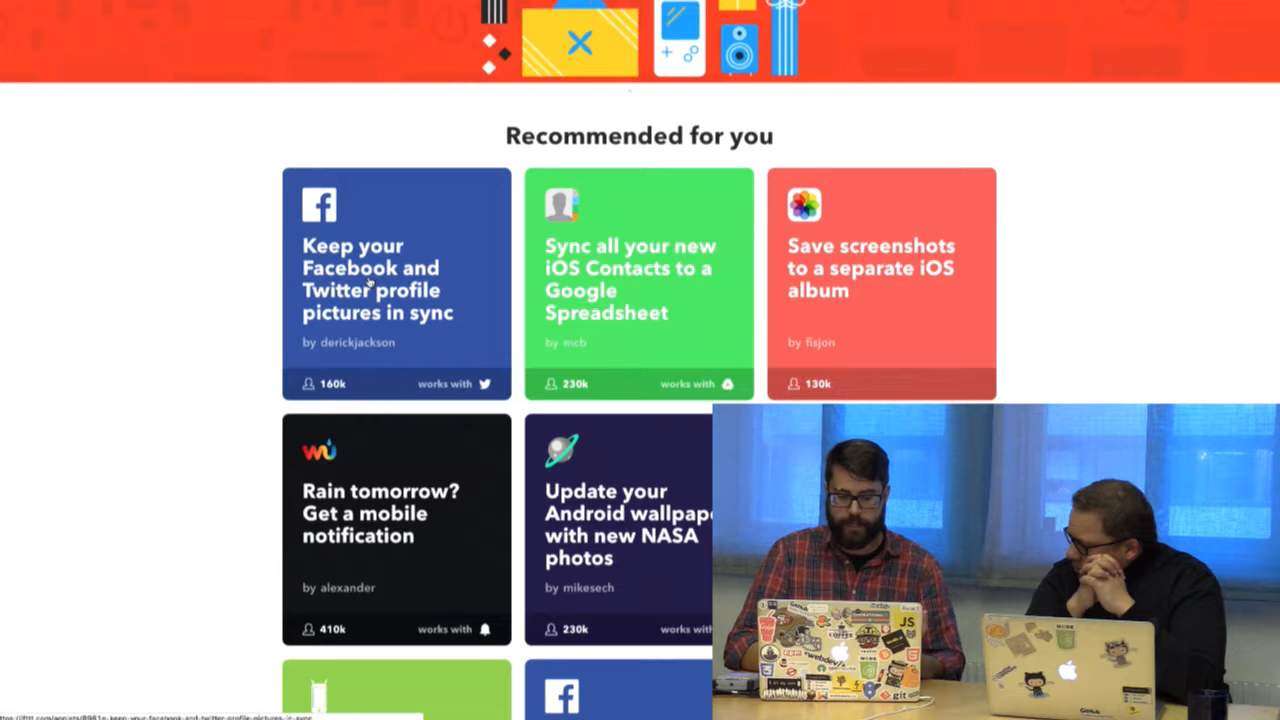 Recommended for you
Keep your
Facebook and
Twitter profile
pictures in sync
by derickjackson
160k
works with
Sync all your new
iOS Contacts to a
Google
Spreadsheet
by mcb
230k
works with
Save screenshots
to a separate iOS
album
by fisjon
130k
Rain tomorrow?
Get a mobile
notification
by alexander
410k
works with
Update your
Android wallpape
with new NASA
photos
by mikesech
230k
works with
JS
git
GitHub